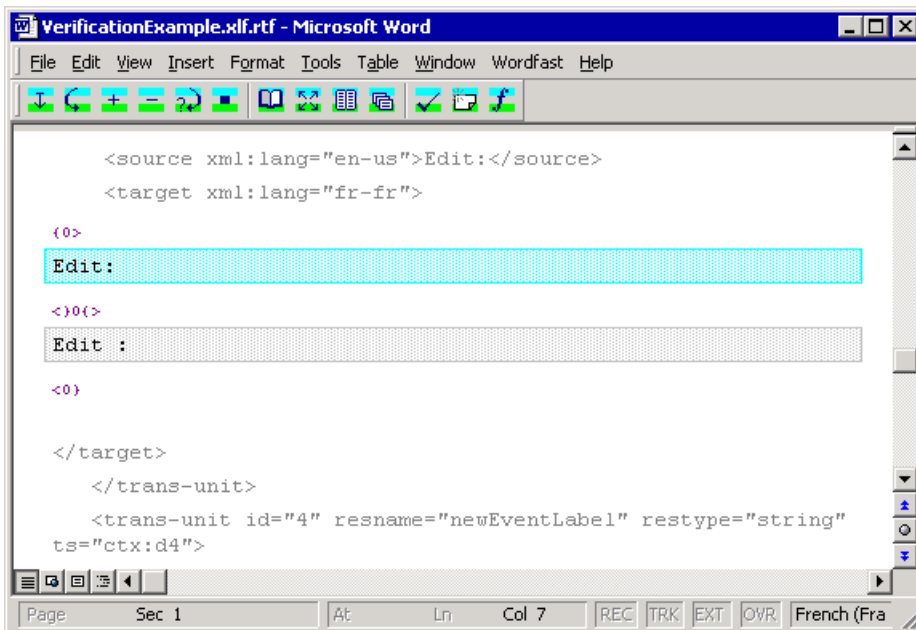 VerificationExample.xlf.rtf - Microsoft Word
File Edit View Insert Format Tools Table Window Wordfast Help
<source xml:lang="en-us">Edit:</source>
<target xml:lang="fr-fr">
{0>
Edit:
<}0{>
Edit :
<0}
</target>
</trans-unit>
<trans-unit id="4" resname="newEventLabel" restype="string"
ts="ctx:d4">
Page Sec 1 At Ln Col 7 REC TRK EXT OVR French (Fra